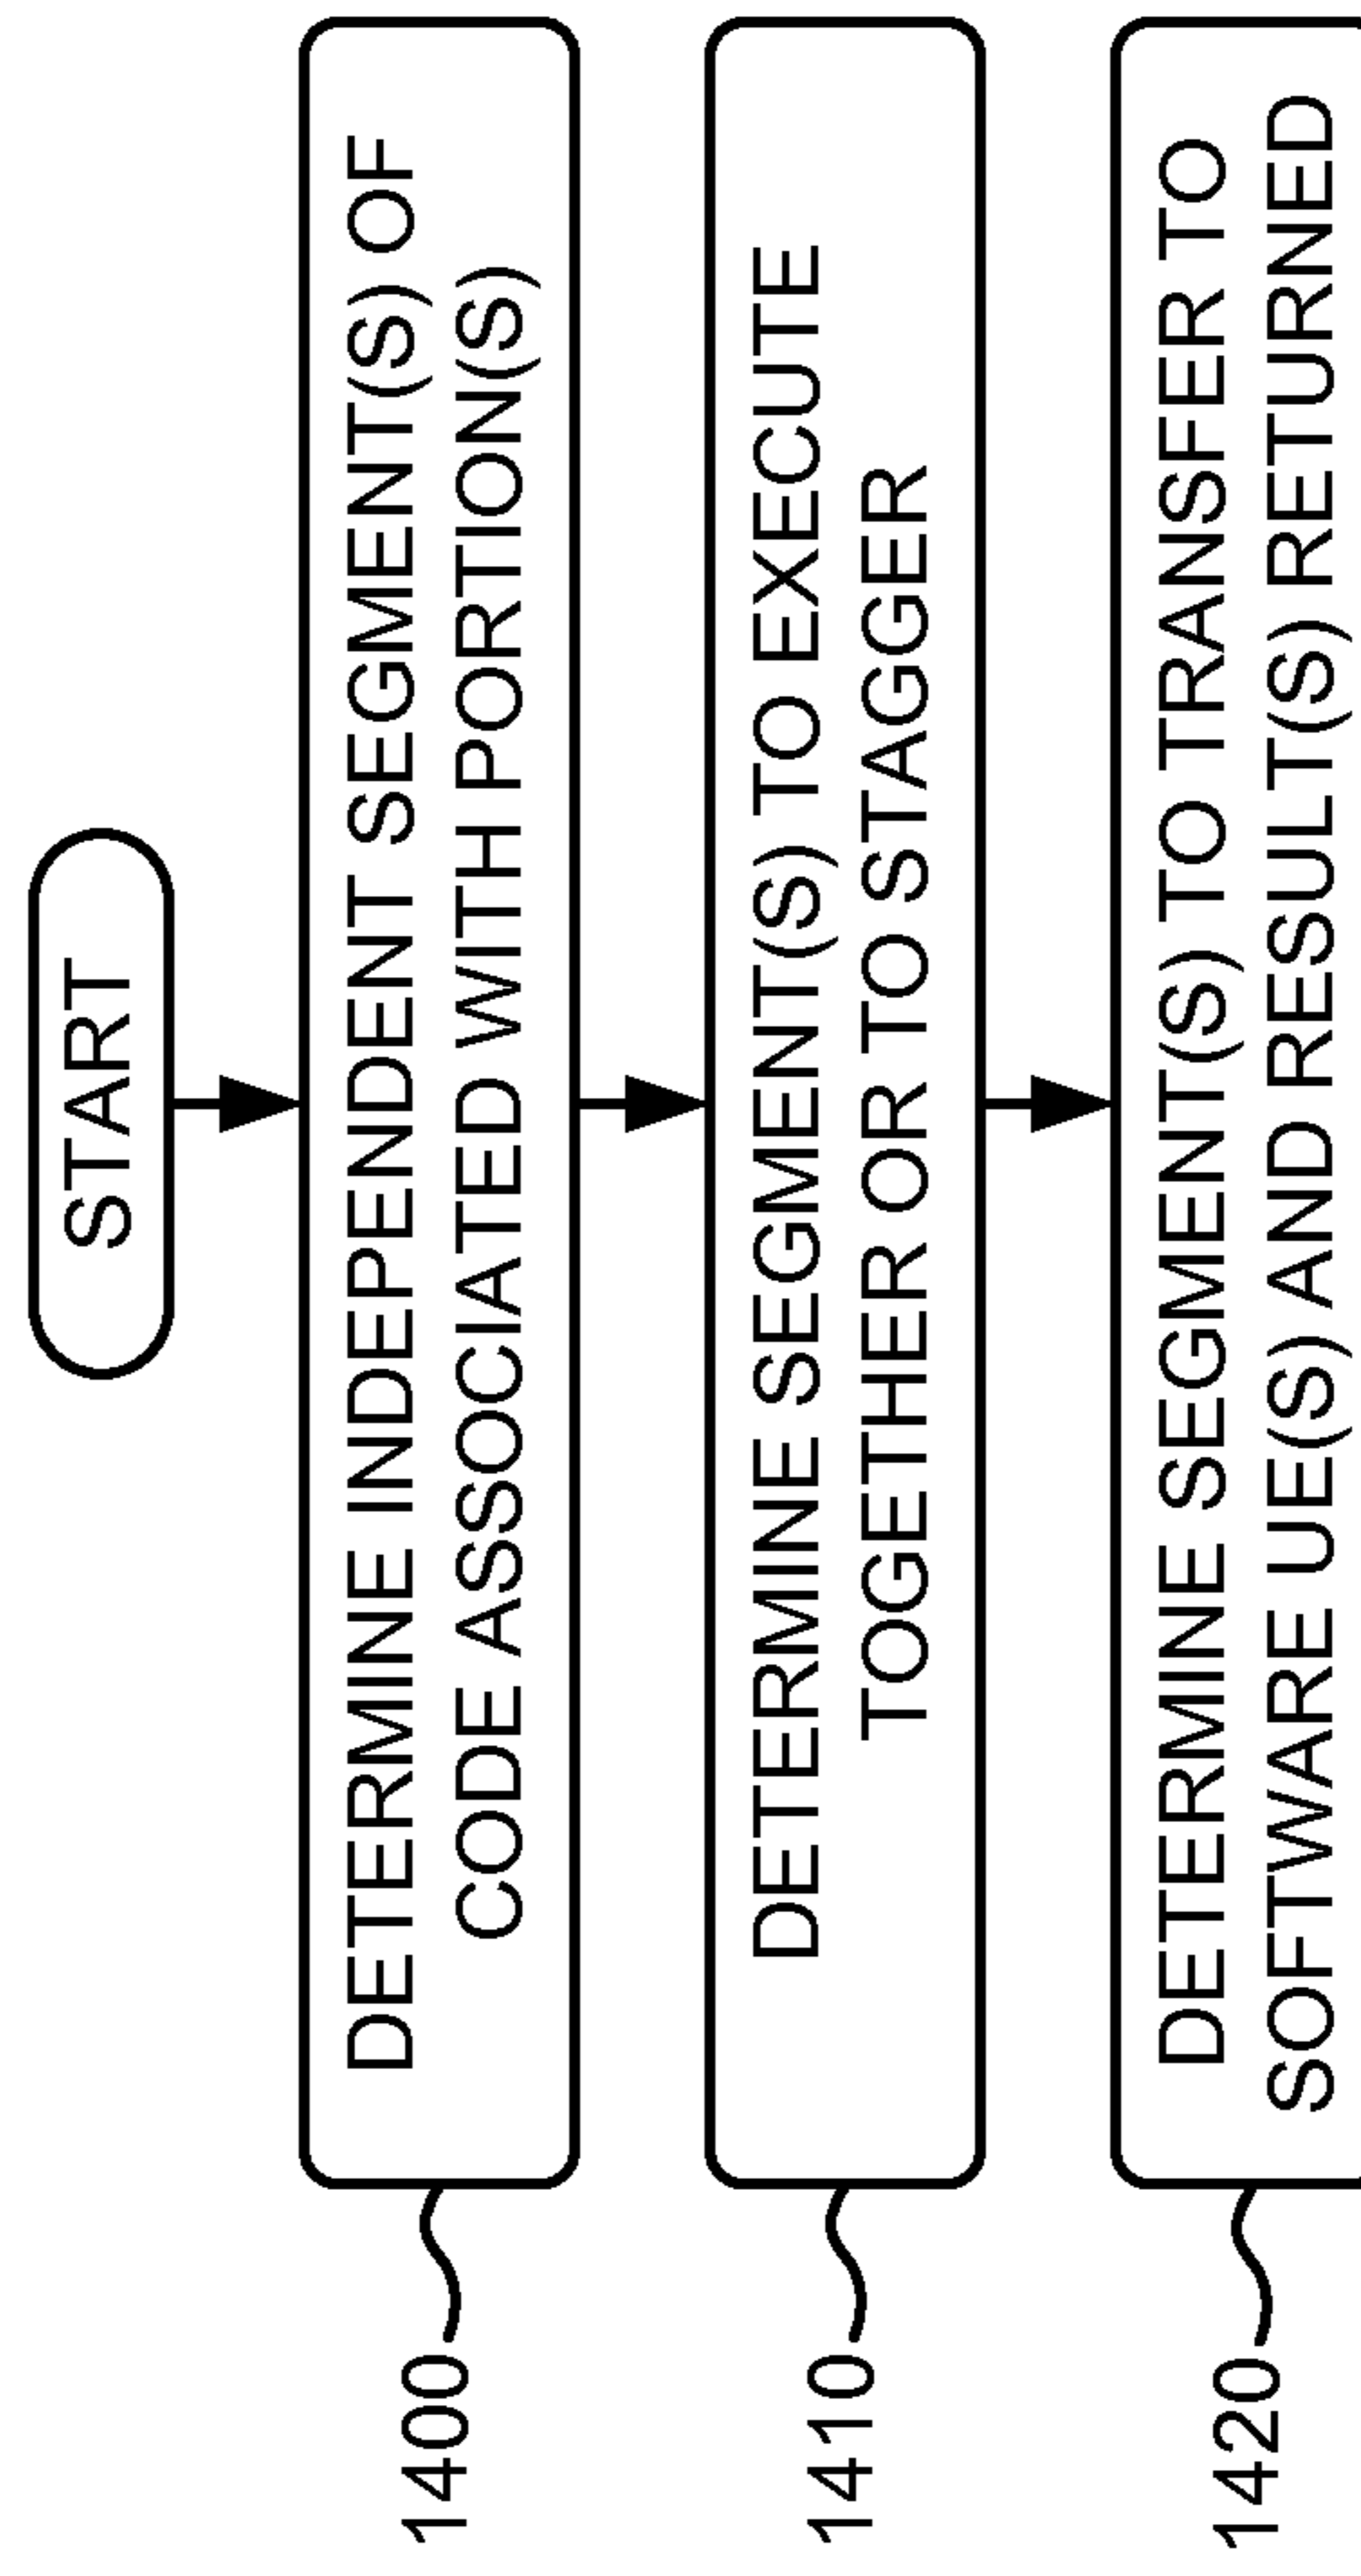 START
1400
DETERMINE INDEPENDENT SEGMENT(S) OF
CODE ASSOCIATED WITH PORTION(S)
1410
DETERMINE SEGMENT(S) TO EXECUTE
TOGETHER OR TO STAGGER
1420
DETERMINE SEGMENT(S) TO TRANSFER TO
SOFTWARE UE(S) AND RESULT(S) RETURNED